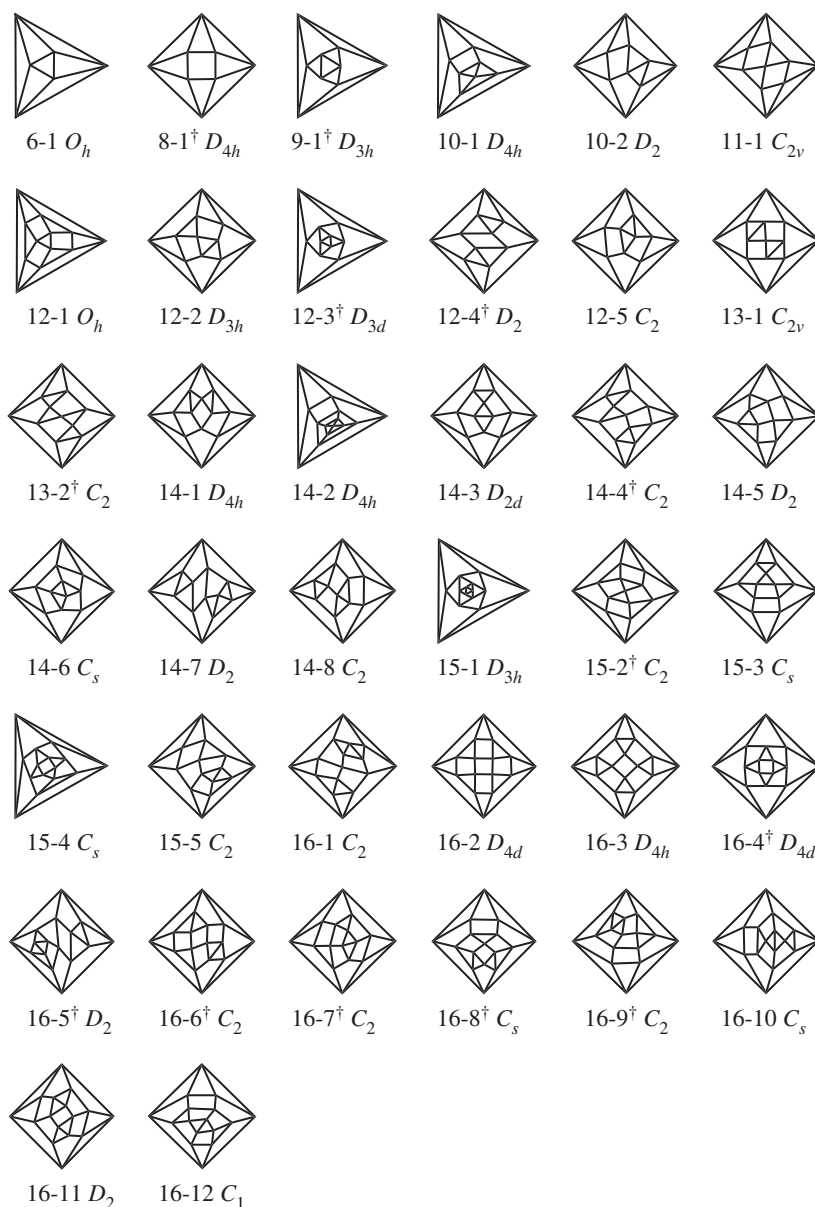 6-1 O_h 8-1† D_4h 9-1† D_3h 10-1 D_4h 10-2 D_2 11-1 C_2v
12-1 O_h 12-2 D_3h 12-3† D_3d 12-4† D_2 12-5 C_2 13-1 C_2v
13-2† C_2 14-1 D_4h 14-2 D_4h 14-3 D_2d 14-4† C_2 14-5 D_2
14-6 C_s 14-7 D_2 14-8 C_2 15-1 D_3h 15-2† C_2 15-3 C_s
15-4 C_s 15-5 C_2 16-1 C_2 16-2 D_4d 16-3 D_4h 16-4† D_4d
16-5† D_2 16-6† C_2 16-7† C_2 16-8† C_s 16-9† C_2 16-10 C_s
16-11 D_2 16-12 C_1